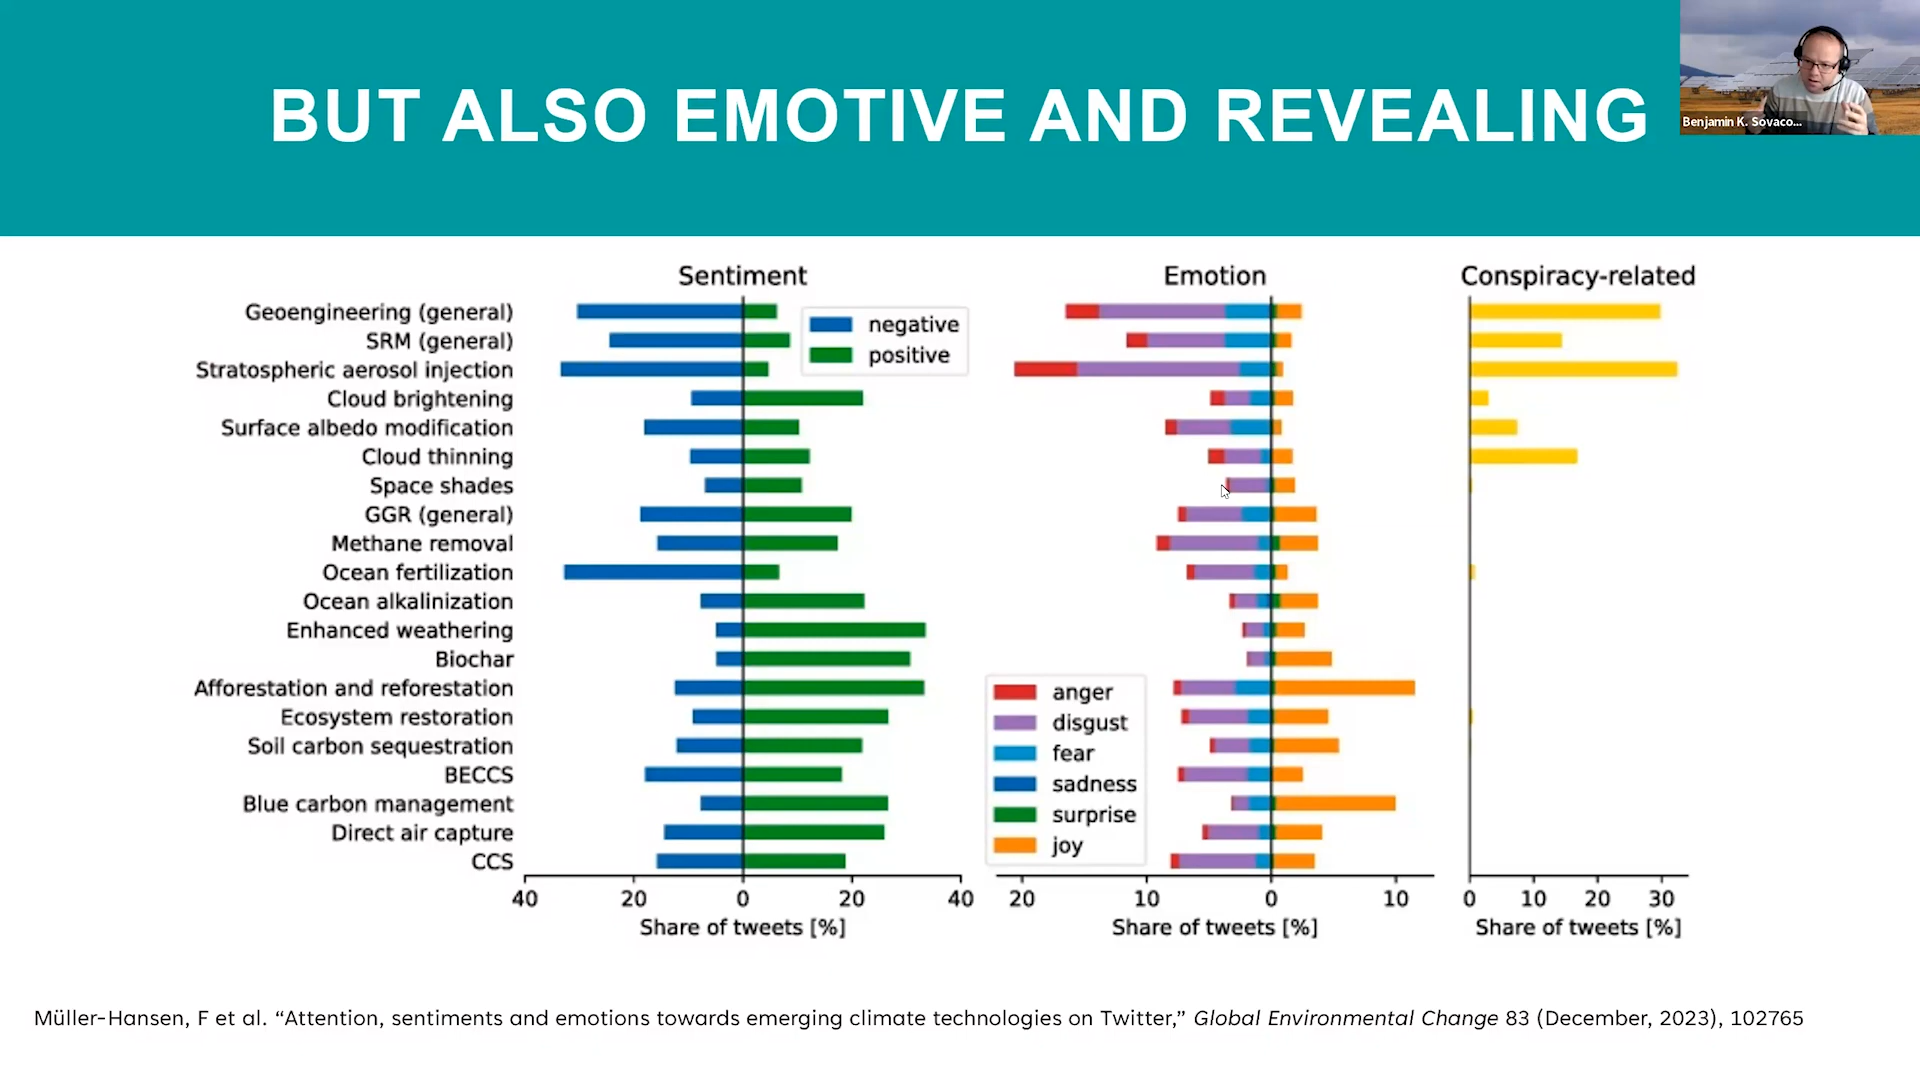 BUT ALSO EMOTIVE AND REVEALING
Benjamin K. Sovaco...
Sentiment
Emotion
Conspiracy-related
Geoengineering (general)
SRM (general)
Stratospheric aerosol injection
Cloud brightening
Surface albedo modification
Cloud thinning
Space shades
GGR (general)
Methane removal
Ocean fertilization
Ocean alkalinization
Enhanced weathering
Biochar
Afforestation and reforestation
Ecosystem restoration
Soil carbon sequestration
BECCS
Blue carbon management
Direct air capture
CCS
negative
positive
anger
disgust
fear
sadness
surprise
joy
40 20 0 20 40
Share of tweets [%]
20 10 0 10
Share of tweets [%]
0 10 20 30
Share of tweets [%]
Müller-Hansen, F et al. “Attention, sentiments and emotions towards emerging climate technologies on Twitter,” Global Environmental Change 83 (December, 2023), 102765